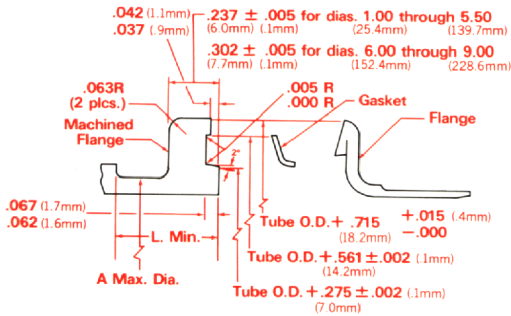 .042 (1.1mm)
.037 (.9mm)
.237 ± .005 for dias. 1.00 through 5.50
(6.0mm) (.1mm) (25.4mm) (139.7mm)
.302 ± .005 for dias. 6.00 through 9.00
(7.7mm) (.1mm) (152.4mm) (228.6mm)
.063R
(2 plcs.)
.005 R
.000 R
Gasket
Flange
Machined
Flange
2°
.067 (1.7mm)
.062 (1.6mm)
L. Min.
A Max. Dia.
Tube O.D.+ .715 +.015 (.4mm)
(18.2mm) −.000
Tube O.D.+.561 ±.002 (.1mm)
(14.2mm)
Tube O.D.+.275 ±.002 (.1mm)
(7.0mm)